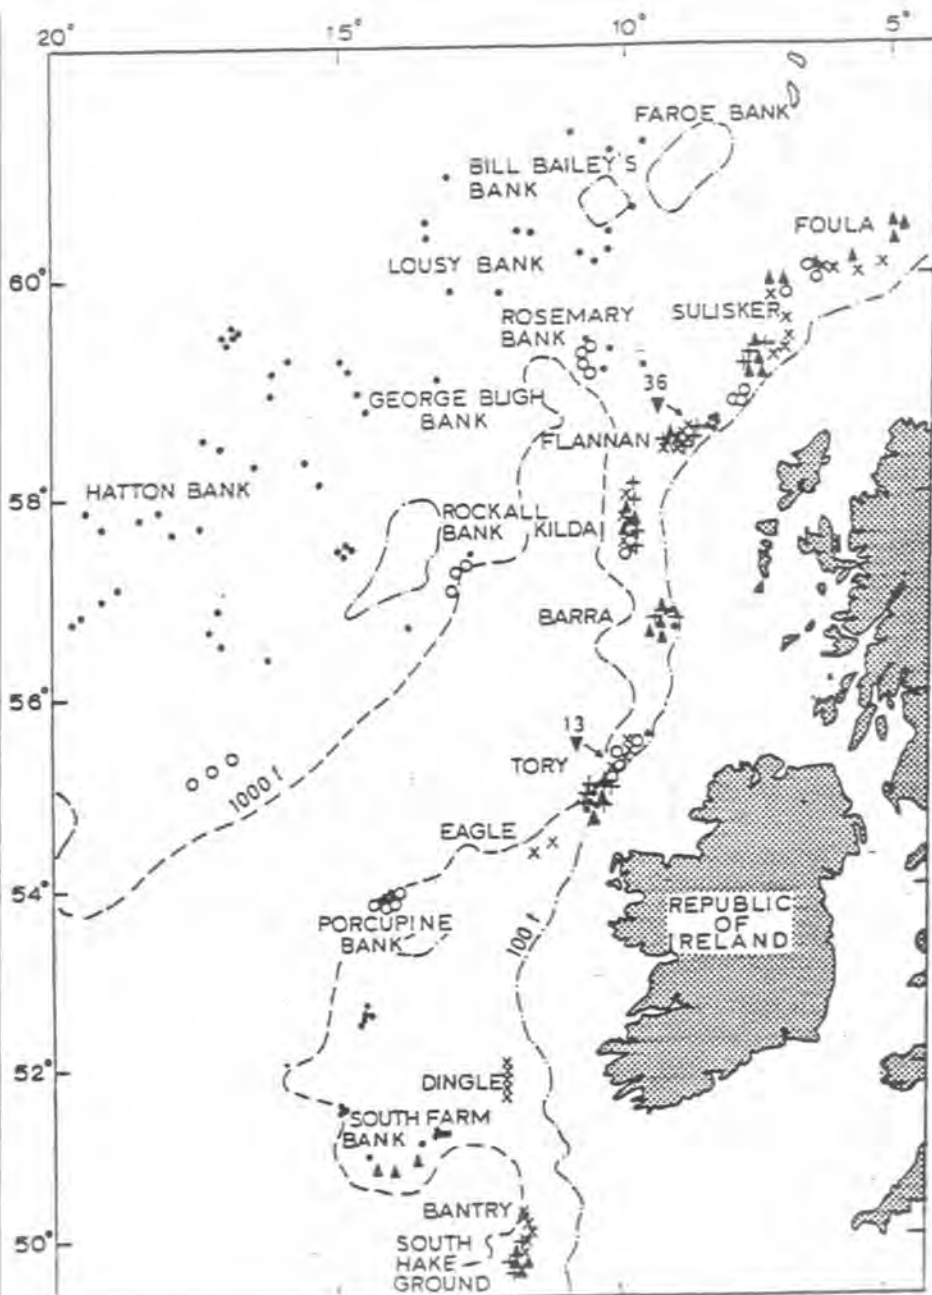 20° 15° 10° 5°
FAROE BANK
BILL BAILEY'S
BANK
FOULA
LOUSY BANK
60°
SULISKER
ROSEMARY
BANK
36
GEORGE BLIGH
BANK
FLANNAN
HATTON BANK
58°
ROCKALL
BANK
KILDA
BARRA
56°
13
TORY
1000 f
EAGLE
54°
PORCUPINE
BANK
100 f
REPUBLIC
OF
IRELAND
52°
DINGLE
SOUTH FARM
BANK
BANTRY
50°
SOUTH
HAKE
GROUND